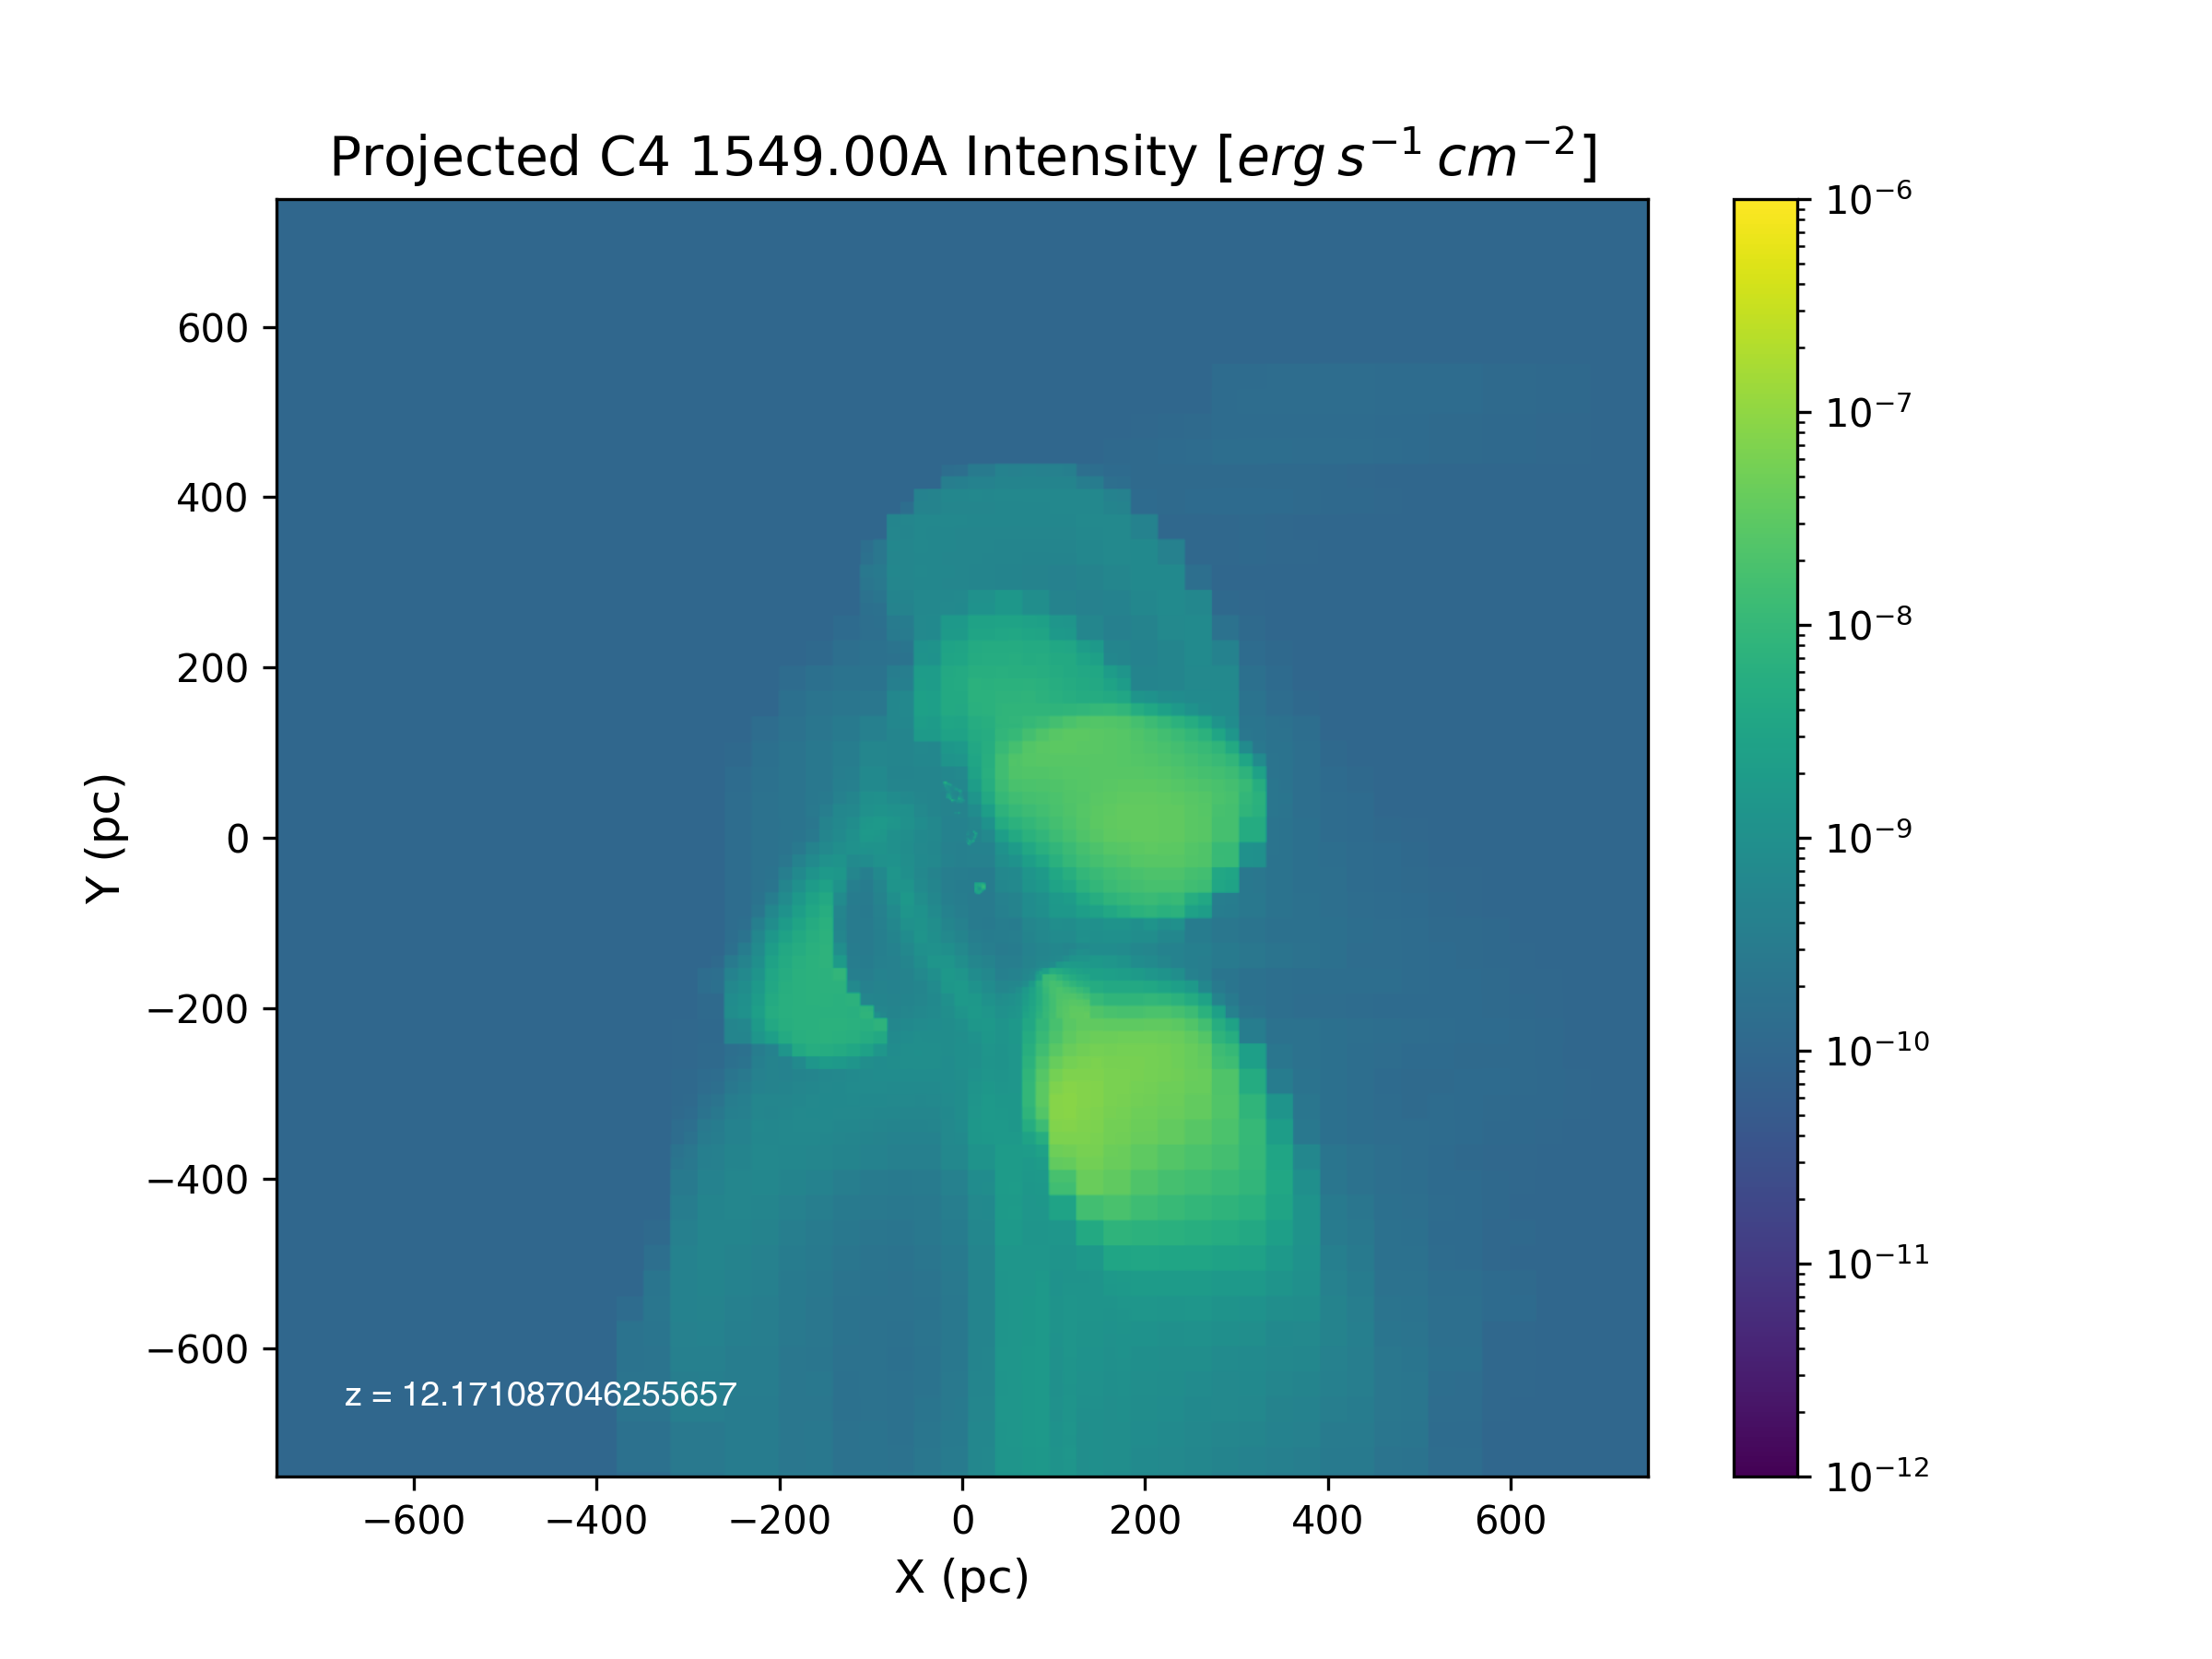 Projected C4 1549.00A Intensity [erg s⁻¹ cm⁻²]
10⁻⁶
600
10⁻⁷
400
10⁻⁸
200
Y (pc)
0
10⁻⁹
−200
10⁻¹⁰
−400
10⁻¹¹
−600
z = 12.171087046255657
10⁻¹²
−600 −400 −200 0 200 400 600
X (pc)